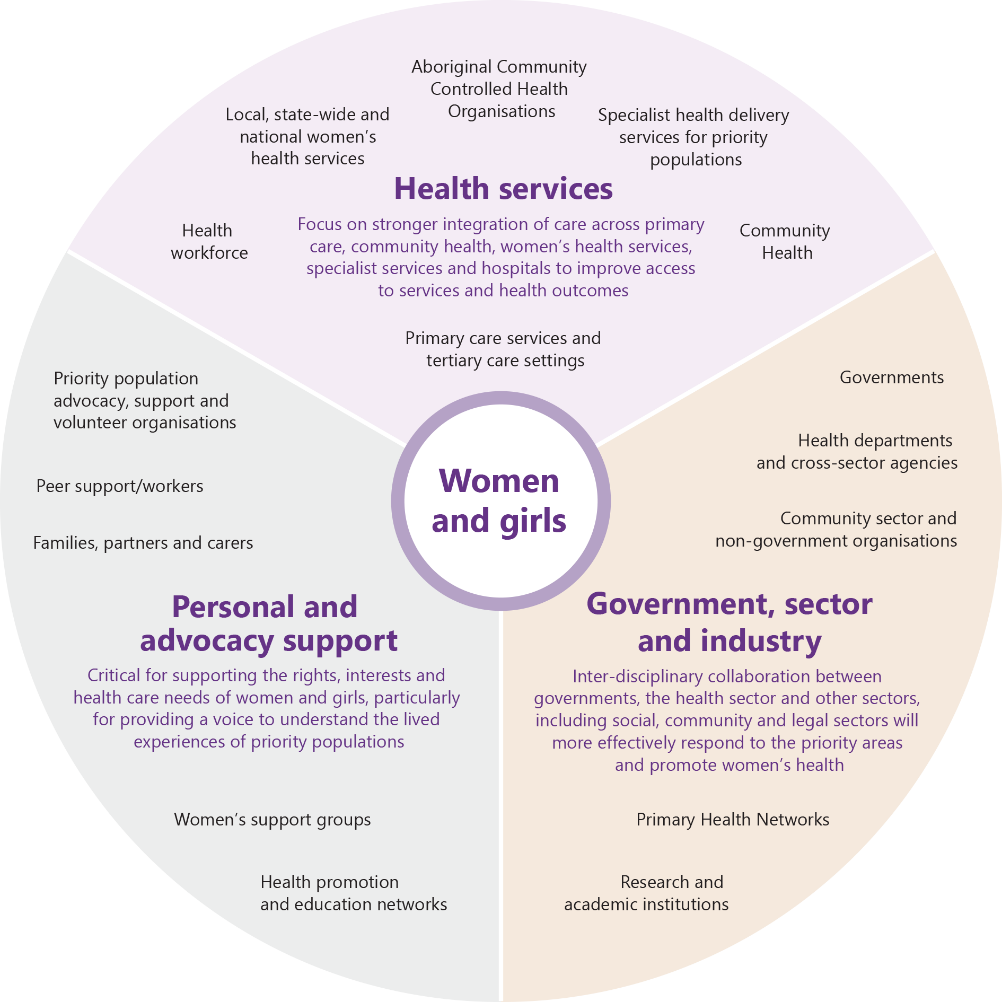 Aboriginal Community
Controlled Health
Organisations
Local, state-wide and
national women’s
health services
Specialist health delivery
services for priority
populations
Health services
Health
workforce
Focus on stronger integration of care across primary
care, community health, women’s health services,
specialist services and hospitals to improve access
to services and health outcomes
Community
Health
Primary care services and
tertiary care settings
Women
and girls
Priority population
advocacy, support and
volunteer organisations
Peer support/workers
Families, partners and carers
Personal and
advocacy support
Critical for supporting the rights, interests and
health care needs of women and girls, particularly
for providing a voice to understand the lived
experiences of priority populations
Women’s support groups
Health promotion
and education networks
Governments
Health departments
and cross-sector agencies
Community sector and
non-government organisations
Government, sector
and industry
Inter-disciplinary collaboration between
governments, the health sector and other sectors,
including social, community and legal sectors will
more effectively respond to the priority areas
and promote women’s health
Primary Health Networks
Research and
academic institutions